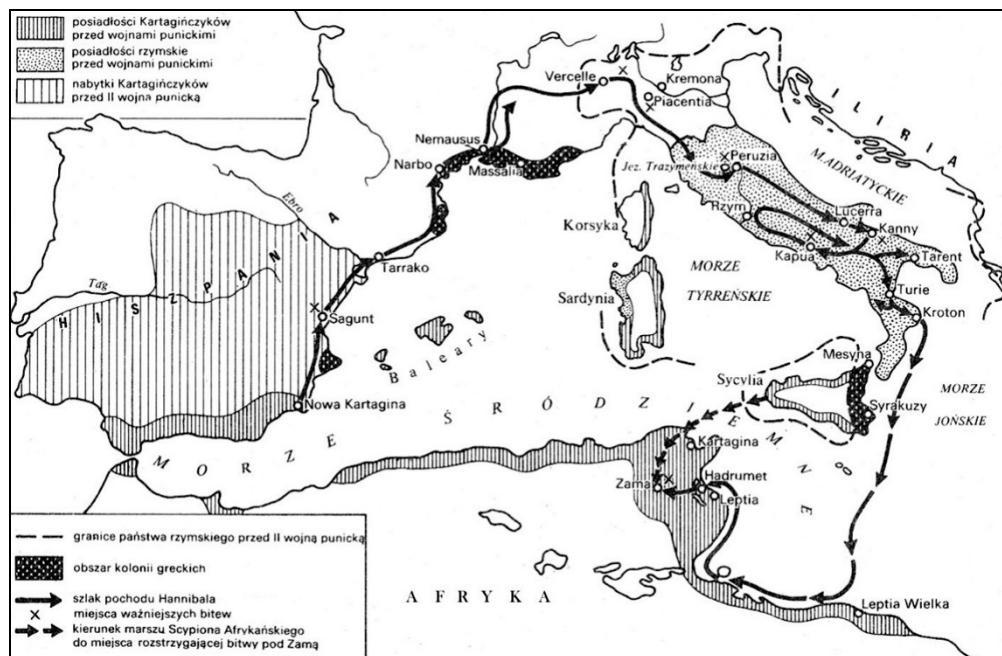 posiadłości Kartagińczyków
przed wojnami punickimi
posiadłości rzymskie
przed wojnami punickimi
nabytki Kartagińczyków
przed II wojna punicką
Vercelle
Kremona
Piacentia
ILIRIA
Nemausus
Narbo
Massalia
Jez. Trazymeńskie
Peruzia
M.ADRIATYCKIE
Ebro
Korsyka
Rzym
Lucerra
Kanny
Kapua
Tarent
Tarrako
MORZE
TYRREŃSKIE
Tag
HISZPANIA
Sardynia
Turie
Sagunt
Kroton
Baleary
Mesyna
Sycylia
MORZE
JOŃSKIE
Nowa Kartagina
Syrakuzy
MORZE ŚRÓDZIEMNE
Kartagina
Zama
Hadrumet
Leptia
granice państwa rzymskiego przed II wojną punicką
obszar kolonii greckich
szlak pochodu Hannibala
miejsca ważniejszych bitew
kierunek marszu Scypiona Afrykańskiego
do miejsca rozstrzygającej bitwy pod Zamą
AFRYKA
Leptia Wielka